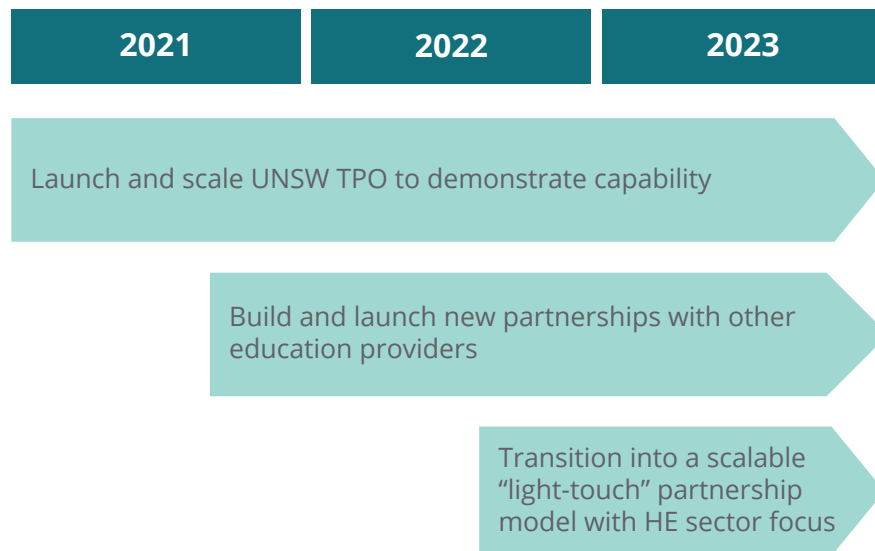 2021
2022
2023
Launch and scale UNSW TPO to demonstrate capability
Build and launch new partnerships with other
education providers
Transition into a scalable
“light-touch” partnership
model with HE sector focus